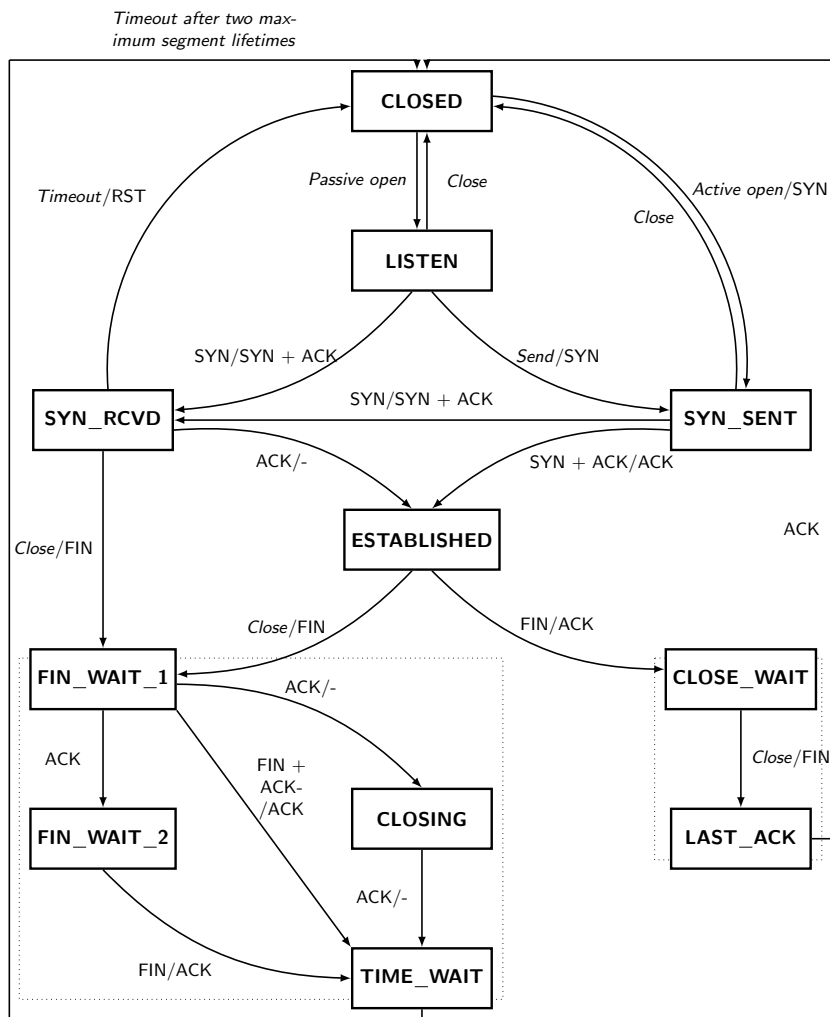 Timeout after two max-
imum segment lifetimes
CLOSED
Passive open
Close
Timeout/RST
Active open/SYN
Close
LISTEN
SYN/SYN + ACK
Send/SYN
SYN_RCVD
SYN/SYN + ACK
SYN_SENT
ACK/-
SYN + ACK/ACK
ESTABLISHED
ACK
Close/FIN
Close/FIN
FIN/ACK
FIN_WAIT_1
CLOSE_WAIT
ACK/-
ACK
FIN +
ACK-
/ACK
Close/FIN
FIN_WAIT_2
CLOSING
LAST_ACK
ACK/-
FIN/ACK
TIME_WAIT